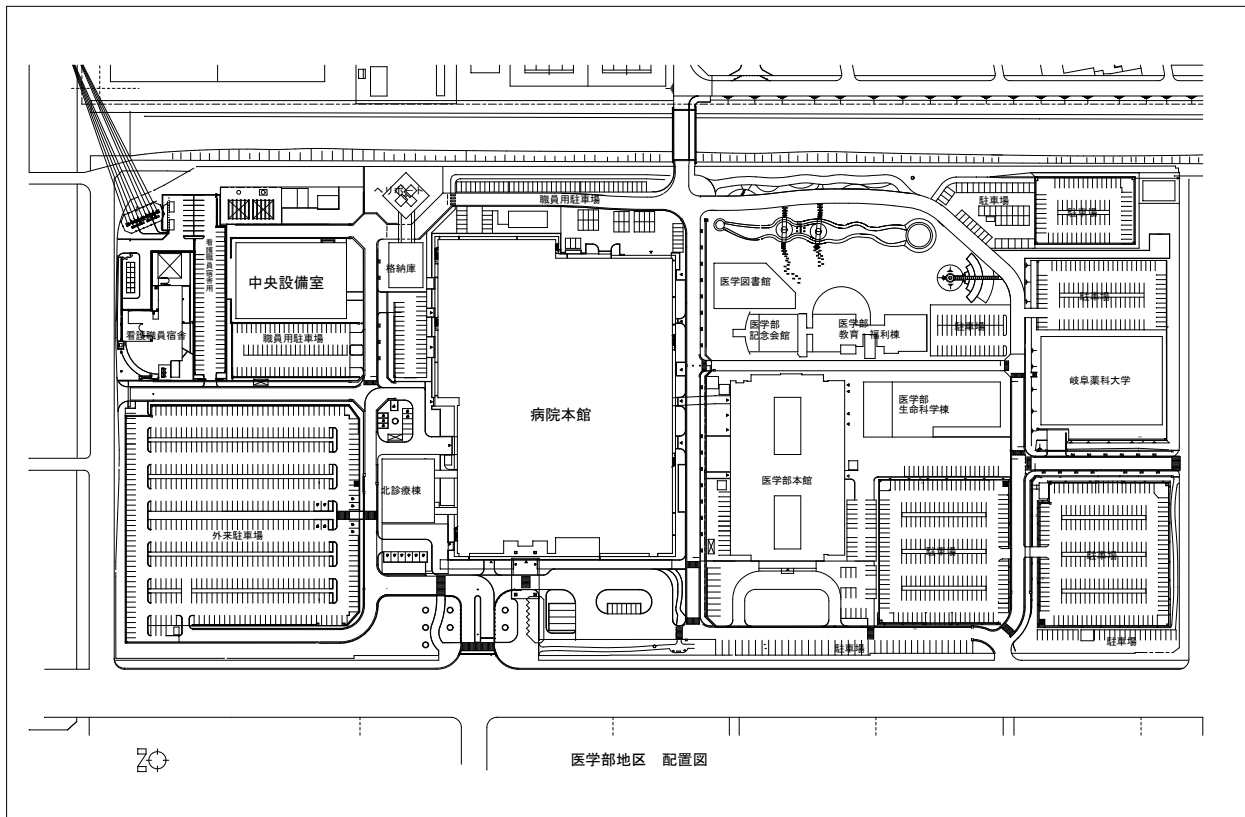 ヘリポート
職員用駐車場
駐車場
駐車場
看護職員宿舎用
中央設備室
格納庫
医学図書館
駐車場
看護職員宿舎
職員用駐車場
医学部
記念会館
医学部
教育・福利棟
駐車場
岐阜薬科大学
病院本館
医学部
生命科学棟
医学部本館
北診療棟
外来駐車場
駐車場
駐車場
駐車場
駐車場
N
医学部地区 配置図